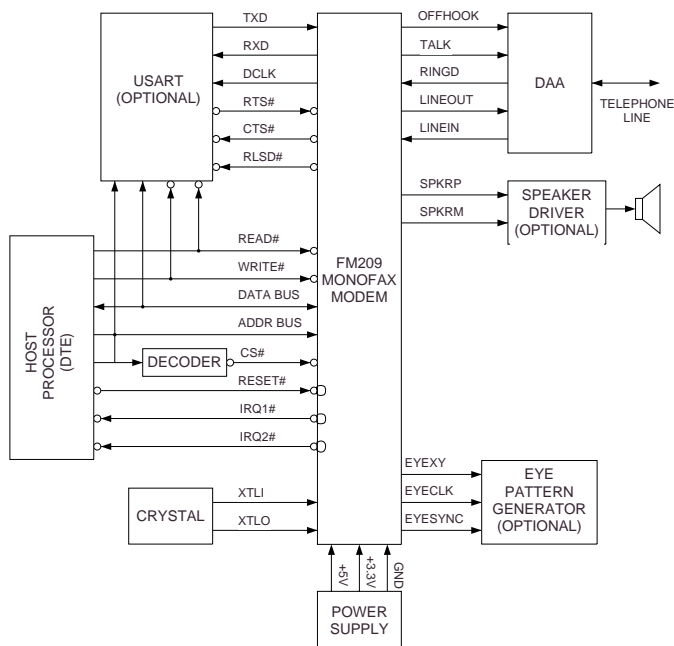 TXD
RXD
DCLK
RTS#
CTS#
RLSD#
USART
(OPTIONAL)
OFFHOOK
TALK
RINGD
LINEOUT
LINEIN
DAA
TELEPHONE
LINE
SPKRP
SPKRM
SPEAKER
DRIVER
(OPTIONAL)
FM209
MONOFAX
MODEM
HOST
PROCESSOR
(DTE)
READ#
WRITE#
DATA BUS
ADDR BUS
DECODER
CS#
RESET#
IRQ1#
IRQ2#
CRYSTAL
XTLI
XTLO
EYEXY
EYECLK
EYESYNC
EYE
PATTERN
GENERATOR
(OPTIONAL)
+5V
+3.3V
GND
POWER
SUPPLY